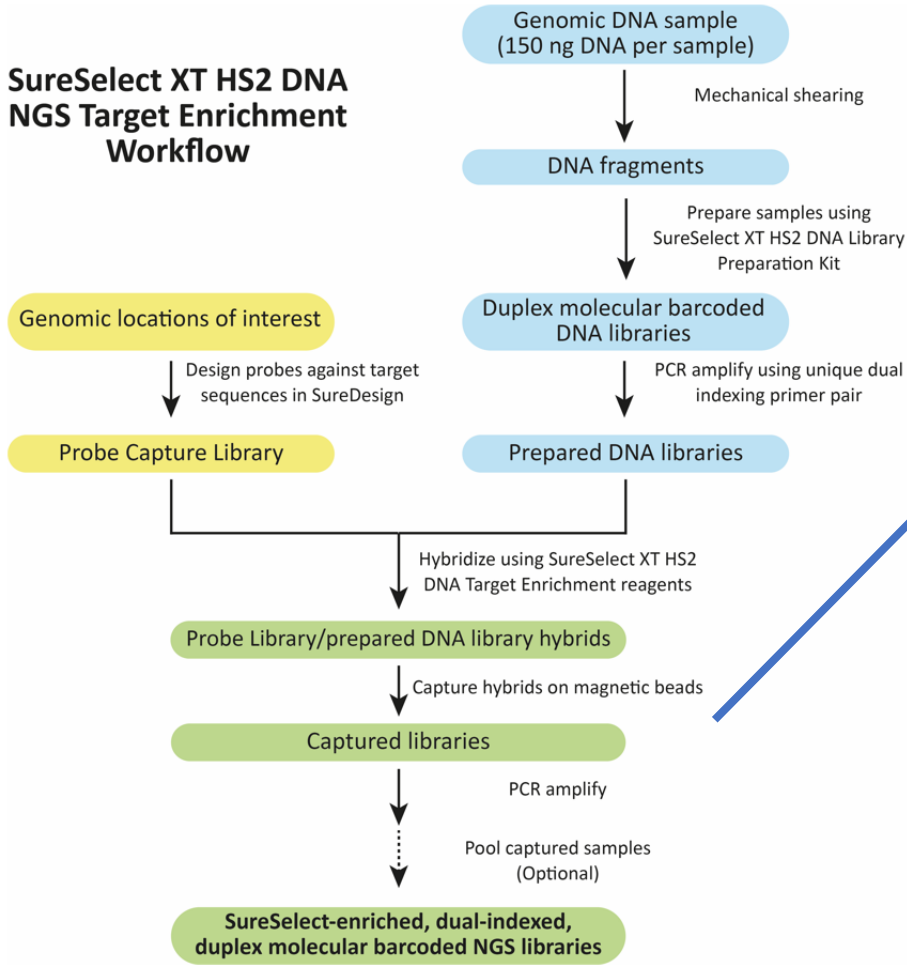 SureSelect XT HS2 DNA
NGS Target Enrichment
Workflow
Genomic DNA sample
(150 ng DNA per sample)
Mechanical shearing
DNA fragments
Prepare samples using
SureSelect XT HS2 DNA Library
Preparation Kit
Genomic locations of interest
Duplex molecular barcoded
DNA libraries
Design probes against target
sequences in SureDesign
PCR amplify using unique dual
indexing primer pair
Probe Capture Library
Prepared DNA libraries
Hybridize using SureSelect XT HS2
DNA Target Enrichment reagents
Probe Library/prepared DNA library hybrids
Capture hybrids on magnetic beads
Captured libraries
PCR amplify
Pool captured samples
(Optional)
SureSelect-enriched, dual-indexed,
duplex molecular barcoded NGS libraries